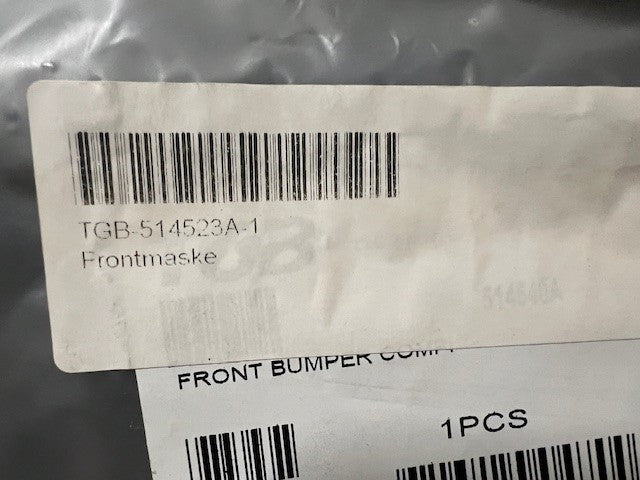 TGB-514523A-1
Frontmaske
FRONT BUMPER COMP.
1PCS